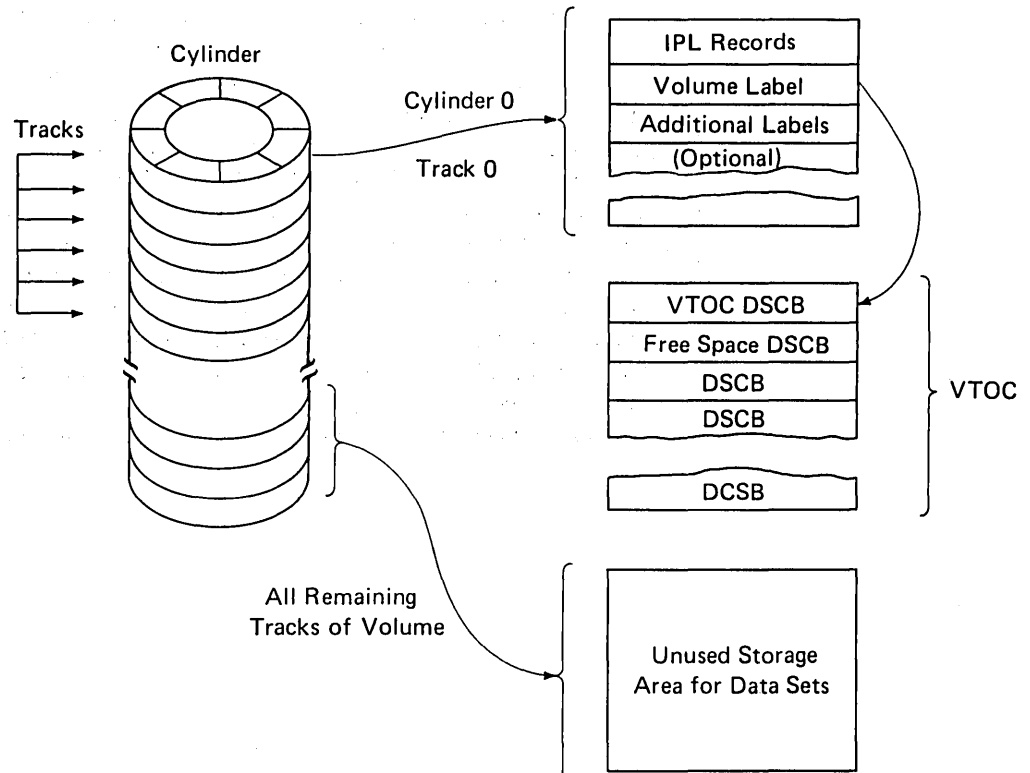 Cylinder
Tracks
Cylinder 0
Track 0
IPL Records
Volume Label
Additional Labels
(Optional)
VTOC DSCB
Free Space DSCB
DSCB
DSCB
DCSB
VTOC
All Remaining
Tracks of Volume
Unused Storage
Area for Data Sets